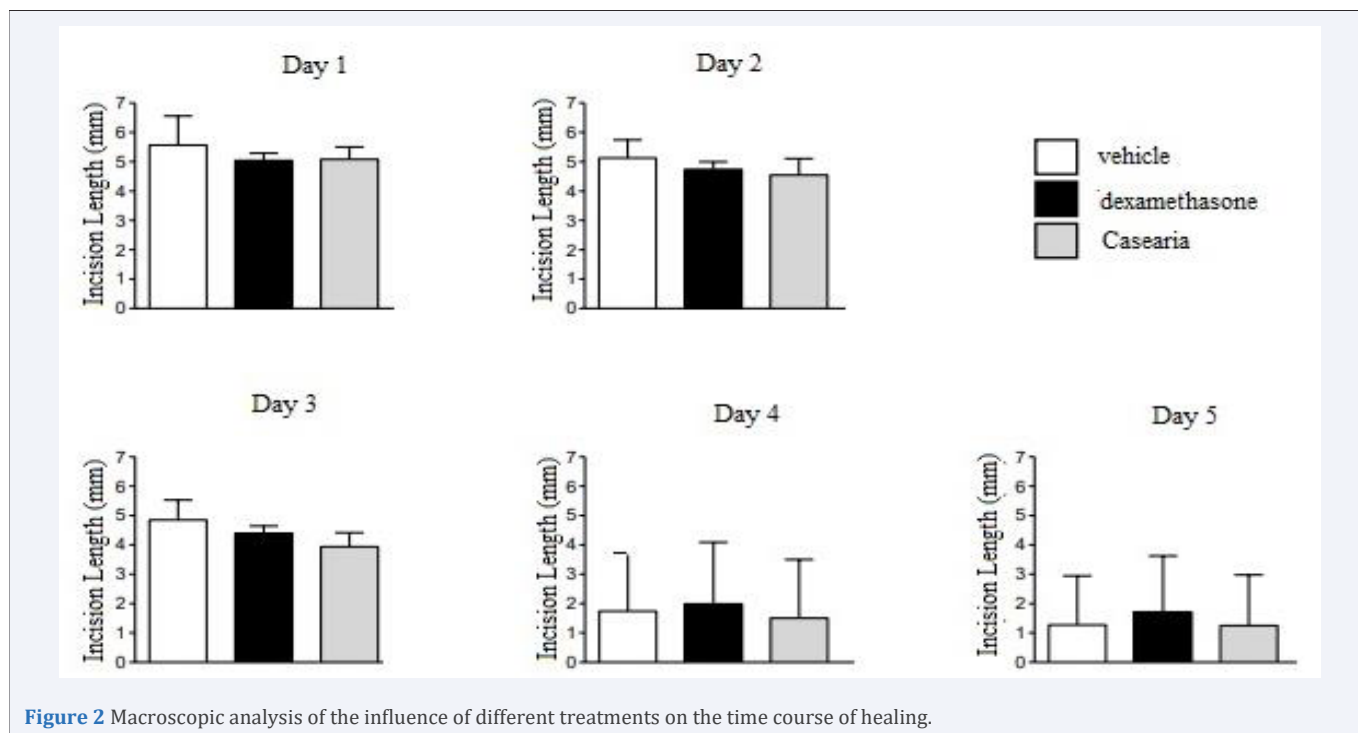 Day 1
Incision Length (mm)
7
6
5
4
3
2
1
0
Day 2
Incision Length (mm)
7
6
5
4
3
2
1
0
vehicle
dexamethasone
Casearia
Day 3
Incision Length (mm)
7
6
5
4
3
2
1
0
Day 4
Incision Length (mm)
7
6
5
4
3
2
1
0
Day 5
Incision Length (mm)
7
6
5
4
3
2
1
0
Figure 2 Macroscopic analysis of the influence of different treatments on the time course of healing.